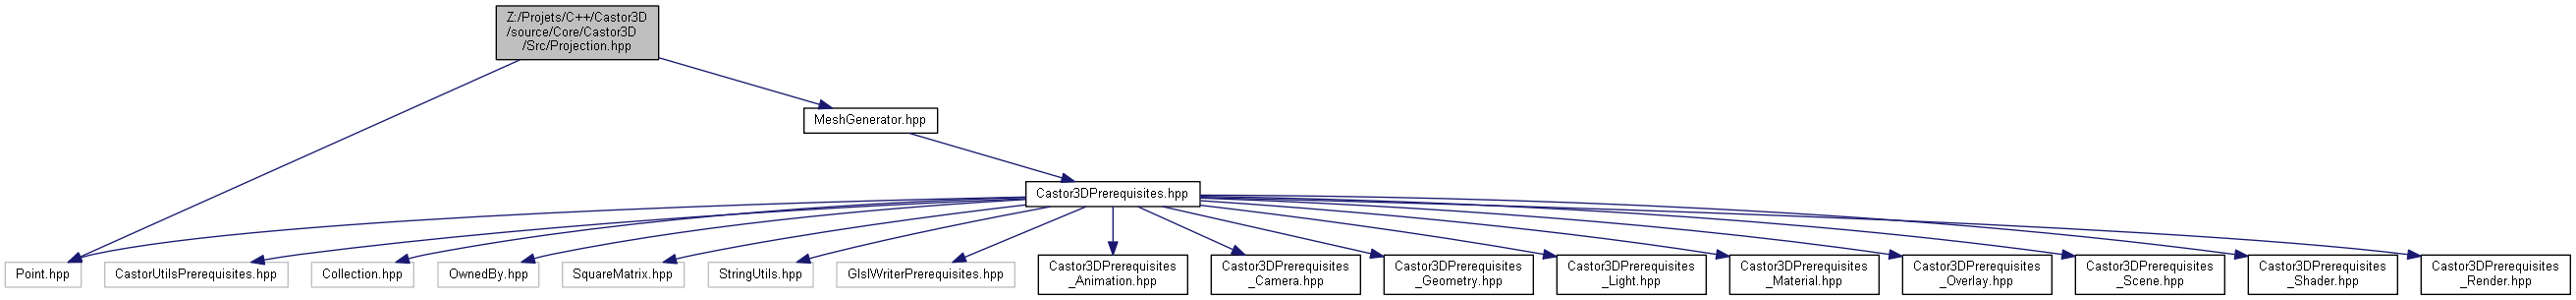 Z:/Projets/C++/Castor3D
/source/Core/Castor3D
/Src/Projection.hpp
MeshGenerator.hpp
Castor3DPrerequisites.hpp
Point.hpp
CastorUtilsPrerequisites.hpp
Collection.hpp
OwnedBy.hpp
SquareMatrix.hpp
StringUtils.hpp
GlslWriterPrerequisites.hpp
Castor3DPrerequisites
_Animation.hpp
Castor3DPrerequisites
_Camera.hpp
Castor3DPrerequisites
_Geometry.hpp
Castor3DPrerequisites
_Light.hpp
Castor3DPrerequisites
_Material.hpp
Castor3DPrerequisites
_Overlay.hpp
Castor3DPrerequisites
_Scene.hpp
Castor3DPrerequisites
_Shader.hpp
Castor3DPrerequisites
_Render.hpp